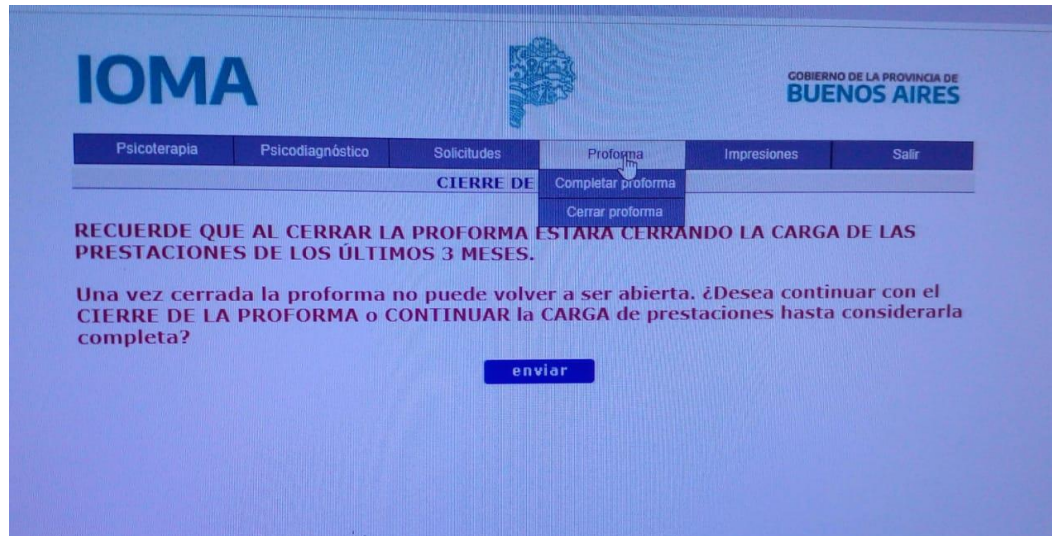 IOMA
GOBIERNO DE LA PROVINCIA DE
BUENOS AIRES
Psicoterapia Psicodiagnóstico Solicitudes Proforma Impresiones Salir
CIERRE DE
Completar proforma
Cerrar proforma
RECUERDE QUE AL CERRAR LA PROFORMA ESTARÁ CERRANDO LA CARGA DE LAS
PRESTACIONES DE LOS ÚLTIMOS 3 MESES.
Una vez cerrada la proforma no puede volver a ser abierta. ¿Desea continuar con el
CIERRE DE LA PROFORMA o CONTINUAR la CARGA de prestaciones hasta considerarla
completa?
enviar